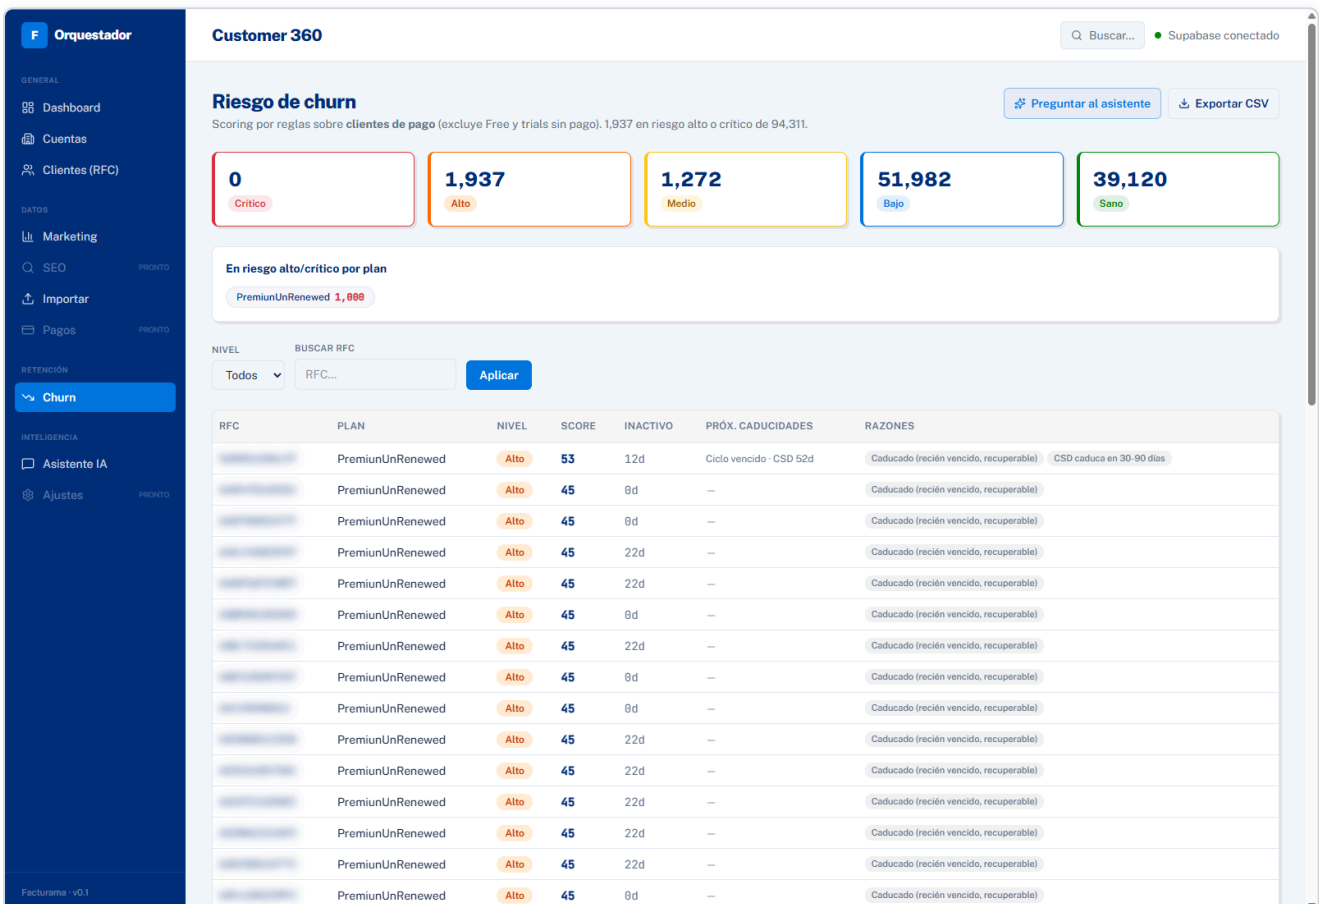 F Orquestador
GENERAL
Dashboard
Cuentas
Clientes (RFC)
DATOS
Marketing
SEO PRONTO
Importar
Pagos PRONTO
RETENCIÓN
Churn
INTELIGENCIA
Asistente IA
Ajustes PRONTO
Facturama · v0.1
Customer 360
Buscar...
Supabase conectado
Riesgo de churn
Scoring por reglas sobre clientes de pago (excluye Free y trials sin pago). 1,937 en riesgo alto o crítico de 94,311.
Preguntar al asistente
Exportar CSV
0
Crítico
1,937
Alto
1,272
Medio
51,982
Bajo
39,120
Sano
En riesgo alto/crítico por plan
PremiunUnRenewed 1,000
NIVEL
Todos
BUSCAR RFC
RFC...
Aplicar
RFC PLAN NIVEL SCORE INACTIVO PRÓX. CADUCIDADES RAZONES
PremiunUnRenewed Alto 53 12d Ciclo vencido · CSD 52d Caducado (recién vencido, recuperable) CSD caduca en 30-90 días
PremiunUnRenewed Alto 45 0d — Caducado (recién vencido, recuperable)
PremiunUnRenewed Alto 45 0d — Caducado (recién vencido, recuperable)
PremiunUnRenewed Alto 45 22d — Caducado (recién vencido, recuperable)
PremiunUnRenewed Alto 45 22d — Caducado (recién vencido, recuperable)
PremiunUnRenewed Alto 45 0d — Caducado (recién vencido, recuperable)
PremiunUnRenewed Alto 45 22d — Caducado (recién vencido, recuperable)
PremiunUnRenewed Alto 45 0d — Caducado (recién vencido, recuperable)
PremiunUnRenewed Alto 45 0d — Caducado (recién vencido, recuperable)
PremiunUnRenewed Alto 45 22d — Caducado (recién vencido, recuperable)
PremiunUnRenewed Alto 45 22d — Caducado (recién vencido, recuperable)
PremiunUnRenewed Alto 45 22d — Caducado (recién vencido, recuperable)
PremiunUnRenewed Alto 45 22d — Caducado (recién vencido, recuperable)
PremiunUnRenewed Alto 45 22d — Caducado (recién vencido, recuperable)
PremiunUnRenewed Alto 45 0d — Caducado (recién vencido, recuperable)